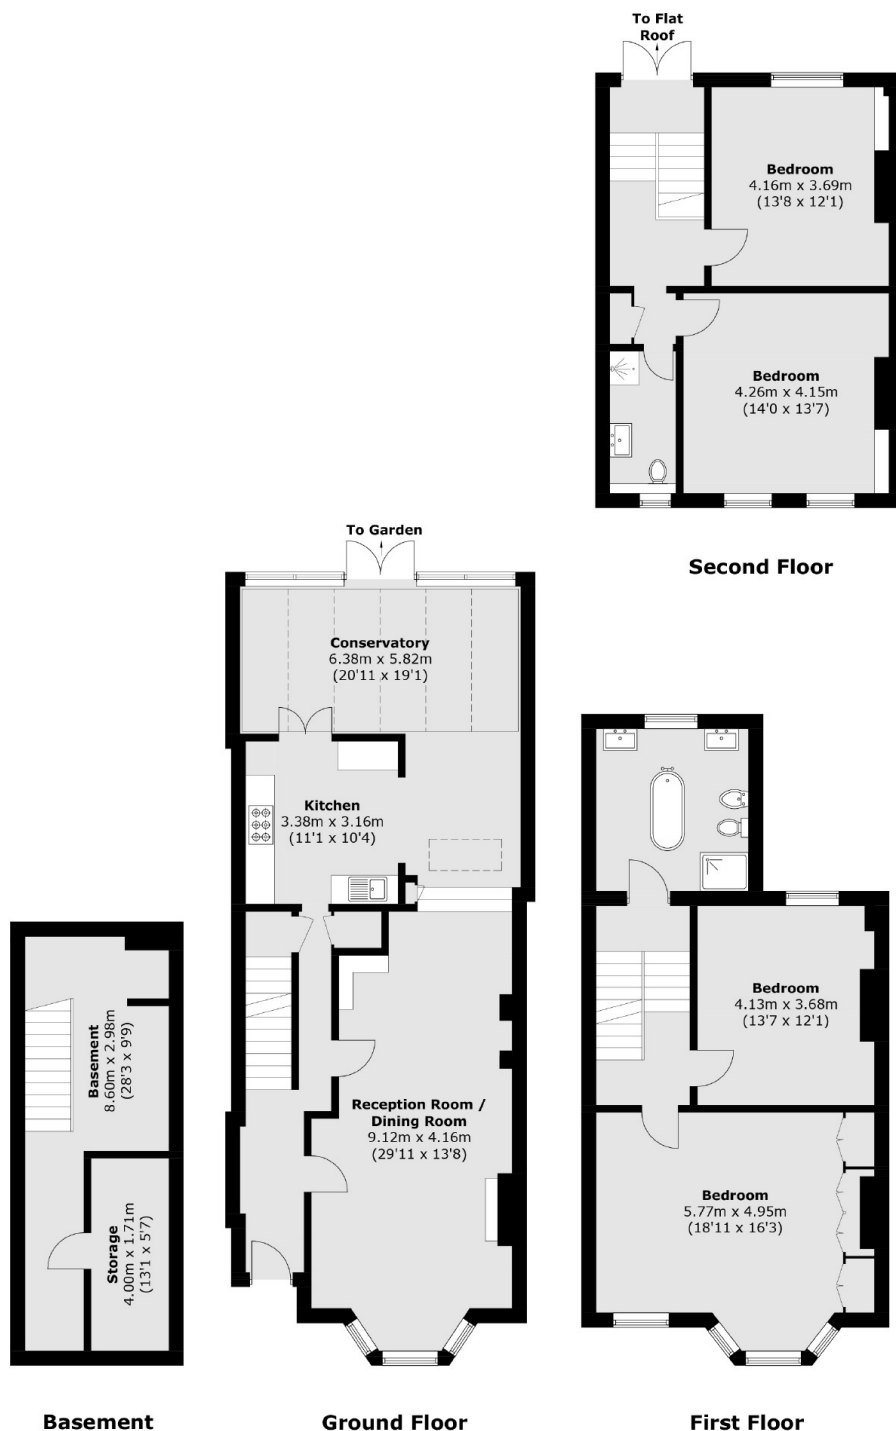 To Flat
Roof
Bedroom
4.16m x 3.69m
(13'8 x 12'1)
Bedroom
4.26m x 4.15m
(14'0 x 13'7)
Second Floor
To Garden
Conservatory
6.38m x 5.82m
(20'11 x 19'1)
Kitchen
3.38m x 3.16m
(11'1 x 10'4)
Reception Room /
Dining Room
9.12m x 4.16m
(29'11 x 13'8)
Ground Floor
Basement
8.60m x 2.98m
(28'3 x 9'9)
Storage
4.00m x 1.71m
(13'1 x 5'7)
Basement
Bedroom
4.13m x 3.68m
(13'7 x 12'1)
Bedroom
5.77m x 4.95m
(18'11 x 16'3)
First Floor